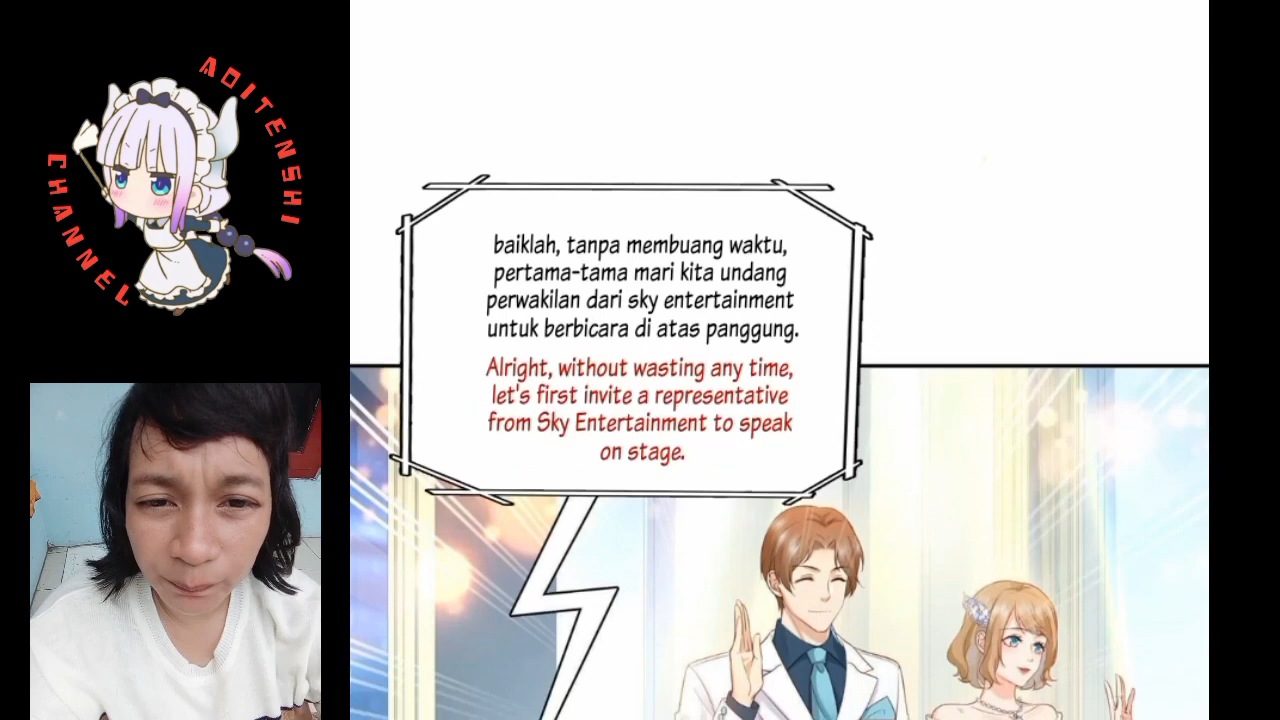 AOITENSHI
CHANNEL
baiklah, tanpa membuang waktu,
pertama-tama mari kita undang
perwakilan dari sky entertainment
untuk berbicara di atas panggung.
Alright, without wasting any time,
let's first invite a representative
from Sky Entertainment to speak
on stage.